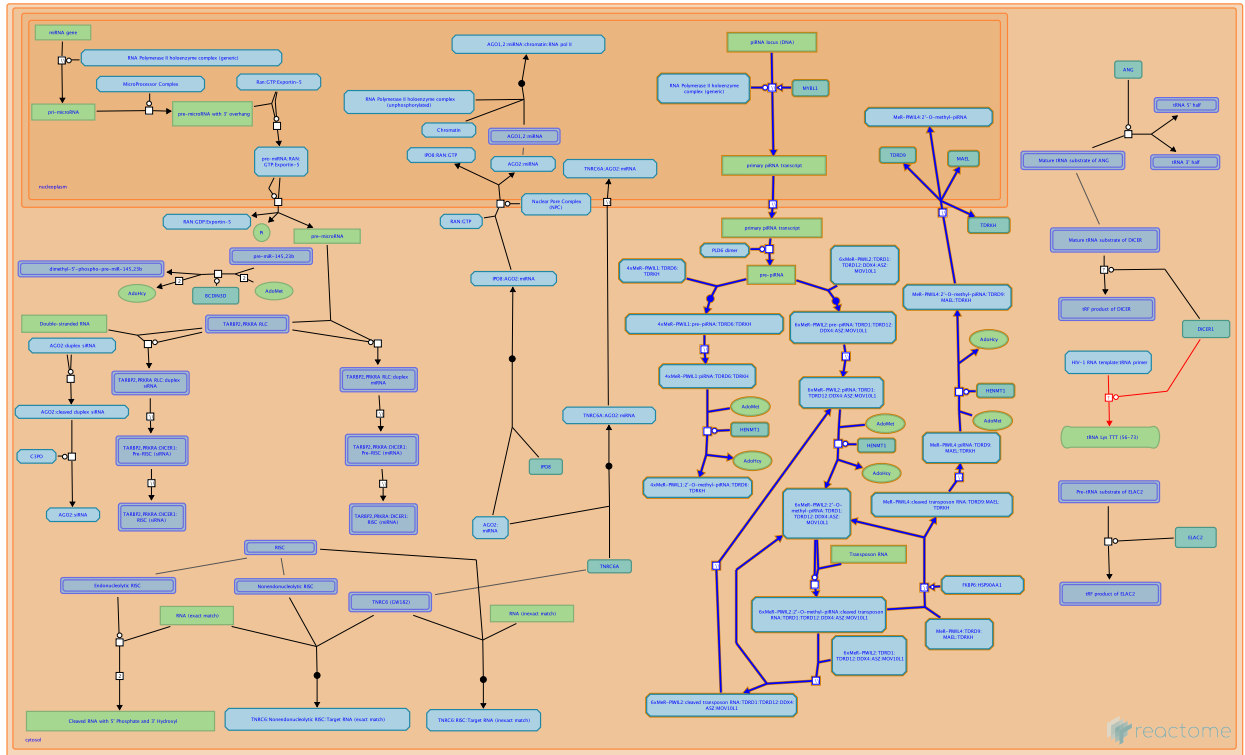 miRNA gene
RNA Polymerase II holoenzyme complex (generic)
MicroProcessor Complex
Ran:GTP:Exportin-5
pri-microRNA
pre-microRNA with 3' overhang
pre-miRNA:RAN:
GTP:Exportin-5
nucleoplasm
AGO1,2:miRNA:chromatin:RNA pol II
RNA Polymerase II holoenzyme complex
(unphosphorylated)
Chromatin
AGO1,2:miRNA
IPO8:RAN:GTP
AGO2:miRNA
TNRC6A:AGO2:miRNA
Nuclear Pore Complex
(NPC)
RAN:GTP
piRNA locus (DNA)
RNA Polymerase II holoenzyme
complex (generic)
MYBL1
primary piRNA transcript
MeR-PIWIL4:2'-O-methyl-piRNA
TDRD9
MAEL
TDRKH
ANG
tRNA 5' half
Mature tRNA substrate of ANG
tRNA 3' half
RAN:GDP:Exportin-5
Pi
pre-microRNA
pre-miR-145,23b
dimethyl-5'-phospho-pre-miR-145,23b
2
2
AdoHcy
BCDIN3D
AdoMet
Double-stranded RNA
TARBP2,PRKRA RLC
AGO2:duplex siRNA
TARBP2,PRKRA RLC:duplex
siRNA
TARBP2,PRKRA RLC:duplex
miRNA
AGO2:cleaved duplex siRNA
C3PO
TARBP2,PRKRA:DICER1:
Pre-RISC (siRNA)
TARBP2,PRKRA:DICER1:
Pre-RISC (miRNA)
AGO2:siRNA
TARBP2,PRKRA:DICER1:
RISC (siRNA)
TARBP2,PRKRA:DICER1:
RISC (miRNA)
IPO8:AGO2:miRNA
TNRC6A:AGO2:miRNA
IPO8
AGO2:
miRNA
TNRC6A
primary piRNA transcript
PLD6 dimer
pre-piRNA
4xMeR-PIWIL1:TDRD6:
TDRKH
6xMeR-PIWIL2:TDRD1:
TDRD12:DDX4:ASZ:
MOV10L1
4xMeR-PIWIL1:pre-piRNA:TDRD6:TDRKH
6xMeR-PIWIL2:pre-piRNA:TDRD1:TDRD12:
DDX4:ASZ:MOV10L1
4xMeR-PIWIL1:piRNA:TDRD6:TDRKH
6xMeR-PIWIL2:piRNA:TDRD1:
TDRD12:DDX4:ASZ:MOV10L1
AdoMet
HENMT1
AdoHcy
4xMeR-PIWIL1:2'-O-methyl-piRNA:TDRD6:
TDRKH
AdoMet
HENMT1
AdoHcy
6xMeR-PIWIL2:2'-O-
methyl-piRNA:TDRD1:
TDRD12:DDX4:ASZ:
MOV10L1
Transposon RNA
6xMeR-PIWIL2:2'-O-methyl-piRNA:cleaved transposon
RNA:TDRD1:TDRD12:DDX4:ASZ:MOV10L1
6xMeR-PIWIL2:TDRD1:
TDRD12:DDX4:ASZ:
MOV10L1
6xMeR-PIWIL2:cleaved transposon RNA:TDRD1:TDRD12:DDX4:
ASZ:MOV10L1
MeR-PIWIL4:2'-O-methyl-piRNA:TDRD9:
MAEL:TDRKH
AdoHcy
HENMT1
AdoMet
MeR-PIWIL4:piRNA:TDRD9:
MAEL:TDRKH
MeR-PIWIL4:cleaved transposon RNA:TDRD9:MAEL:
TDRKH
FKBP6:HSP90AA1
MeR-PIWIL4:TDRD9:
MAEL:TDRKH
Mature tRNA substrate of DICER
?
tRF product of DICER
DICER1
HIV-1 RNA template:tRNA primer
?
tRNA Lys TTT (56-73)
Pre-tRNA substrate of ELAC2
ELAC2
tRF product of ELAC2
RISC
Endonucleolytic RISC
Nonendonucleolytic RISC
TNRC6 (GW182)
RNA (exact match)
RNA (inexact match)
2
Cleaved RNA with 5' Phosphate and 3' Hydroxyl
TNRC6:Nonendonucleolytic RISC:Target RNA (exact match)
TNRC6:RISC:Target RNA (inexact match)
cytosol
reactome